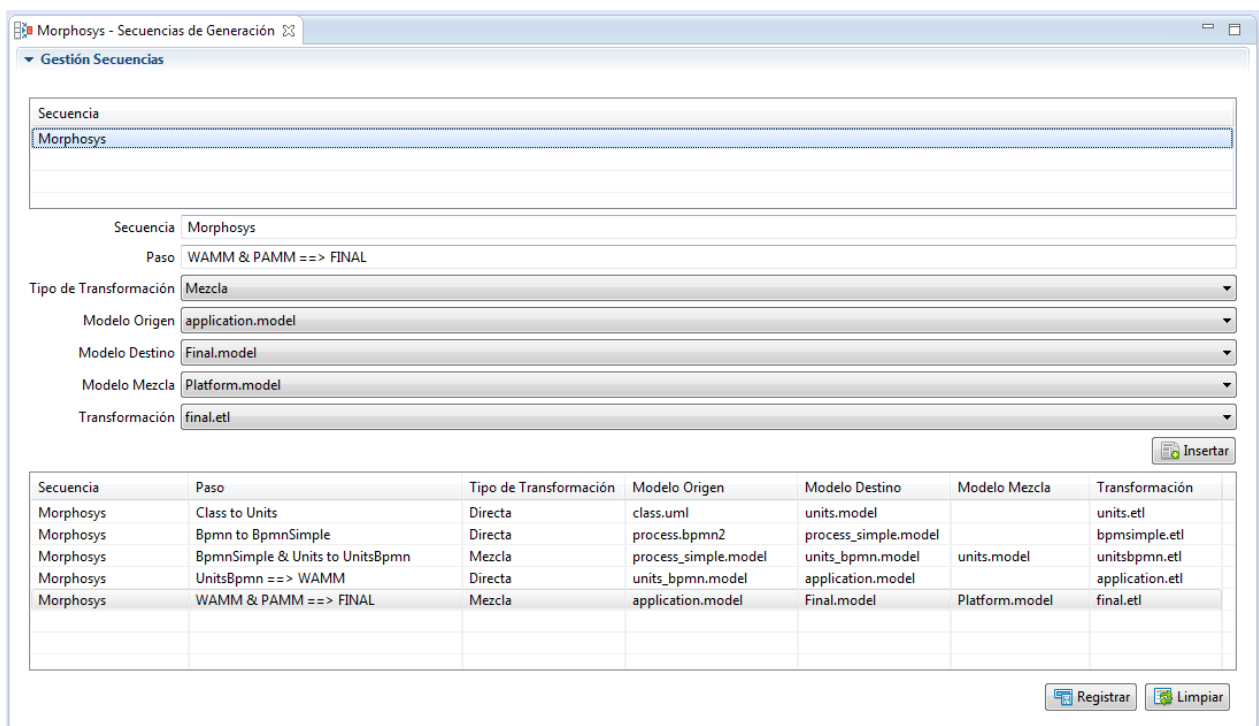 Morphosys - Secuencias de Generación
Gestión Secuencias
Secuencia
Morphosys
Secuencia Morphosys
Paso WAMM & PAMM ==> FINAL
Tipo de Transformación Mezcla
Modelo Origen application.model
Modelo Destino Final.model
Modelo Mezcla Platform.model
Transformación final.etl
Insertar
Secuencia Paso Tipo de Transformación Modelo Origen Modelo Destino Modelo Mezcla Transformación
Morphosys Class to Units Directa class.uml units.model units.etl
Morphosys Bpmn to BpmnSimple Directa process.bpmn2 process_simple.model bpmsimple.etl
Morphosys BpmnSimple & Units to UnitsBpmn Mezcla process_simple.model units_bpmn.model units.model unitsbpmn.etl
Morphosys UnitsBpmn ==> WAMM Directa units_bpmn.model application.model application.etl
Morphosys WAMM & PAMM ==> FINAL Mezcla application.model Final.model Platform.model final.etl
Registrar Limpiar